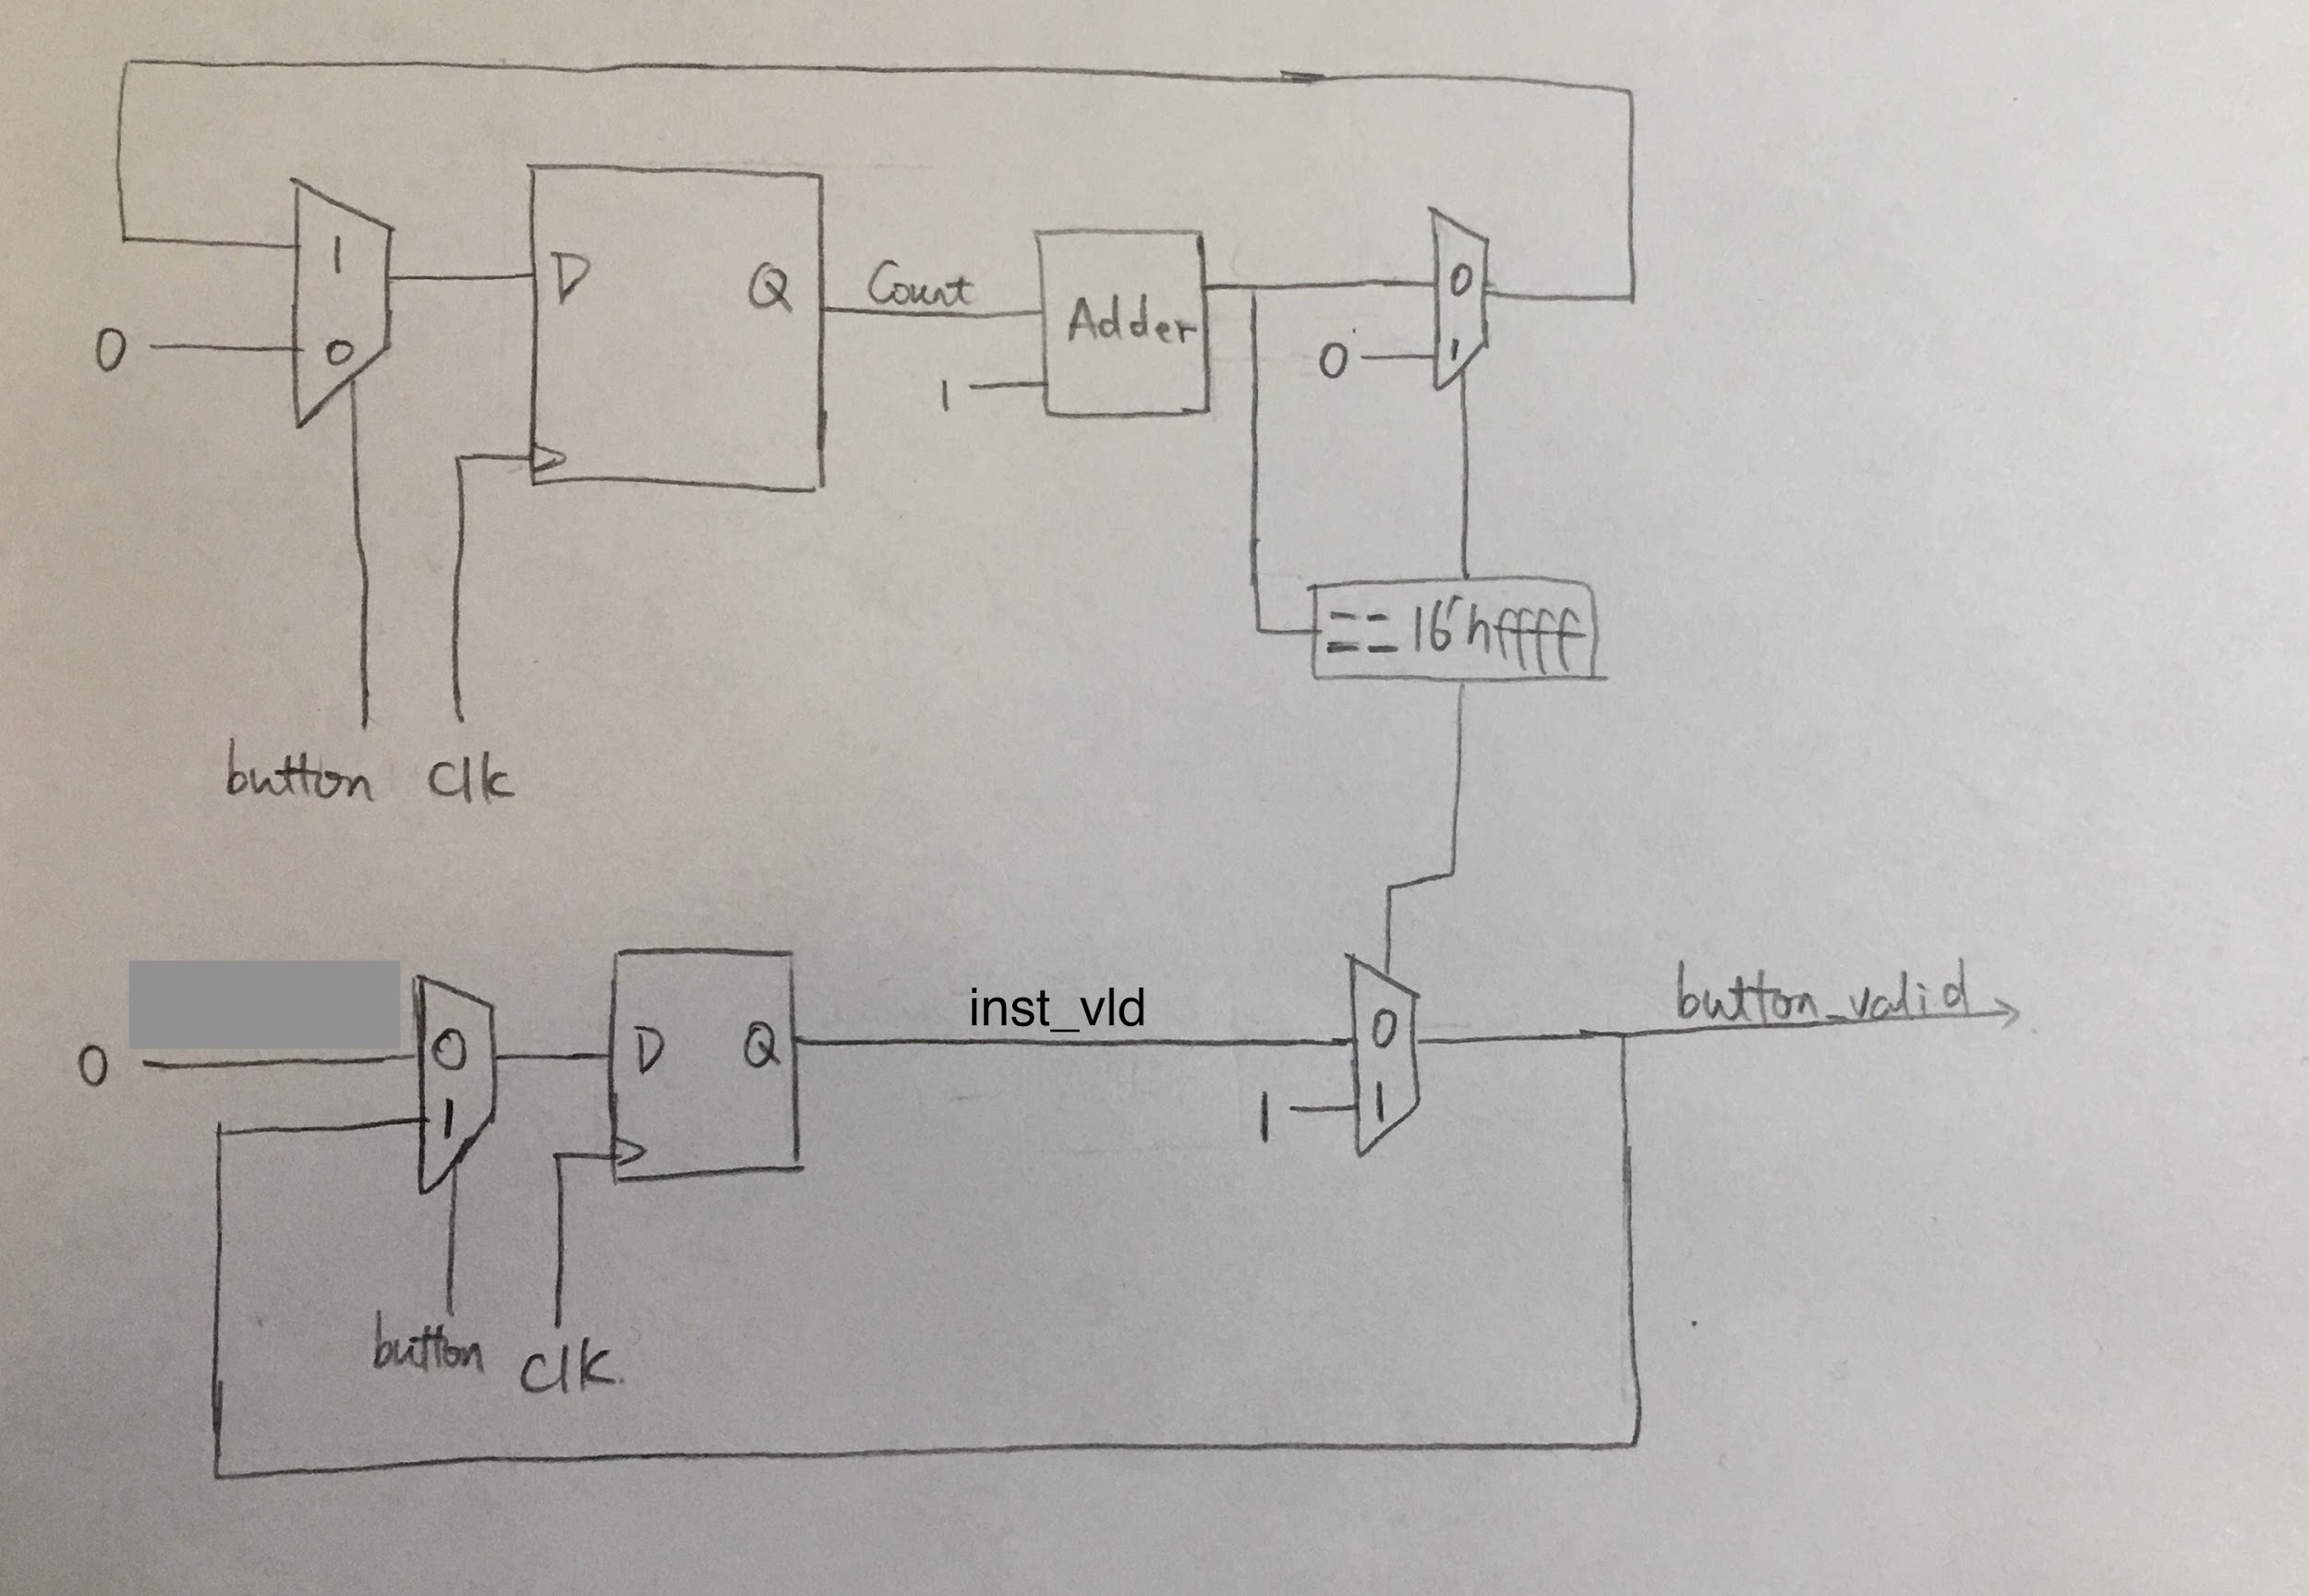 1
D
Q
Count
Adder
0
0
0
0
1
1
== 16'hffff
button
clk
inst_vld
button_valid
0
D
Q
0
0
1
1
1
button
clk